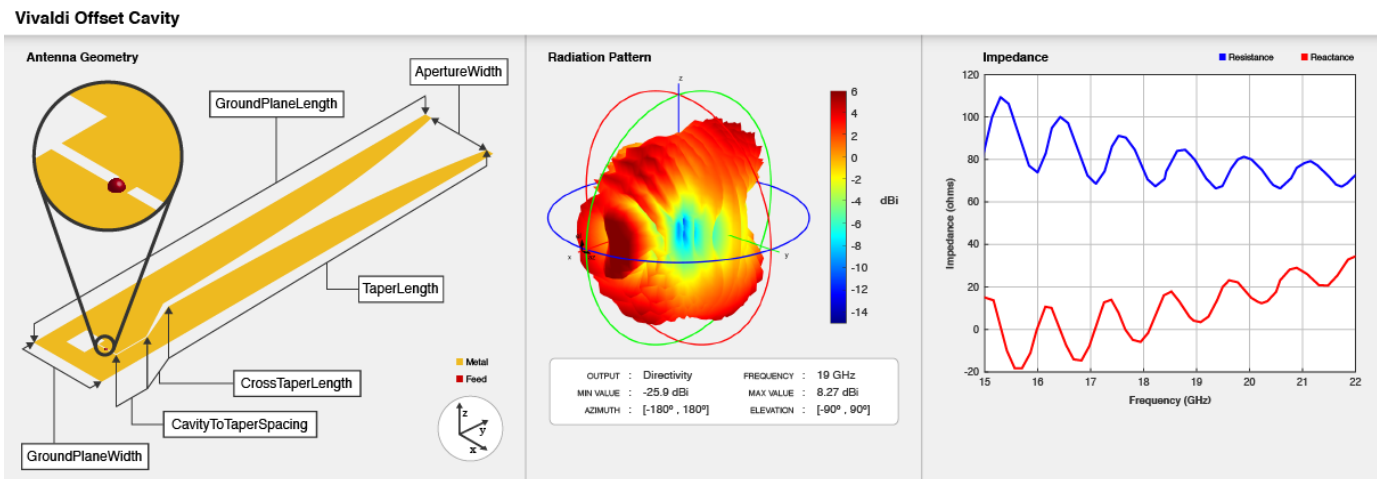 Vivaldi Offset Cavity
Antenna Geometry
ApertureWidth
GroundPlaneLength
TaperLength
CrossTaperLength
CavityToTaperSpacing
GroundPlaneWidth
Metal
Feed
z
y
x
Radiation Pattern
z
x
y
6
4
2
0
-2
-4
-6
-8
-10
-12
-14
dBi
OUTPUT : Directivity FREQUENCY : 19 GHz
MIN VALUE : -25.9 dBi MAX VALUE : 8.27 dBi
AZIMUTH : [-180º , 180º] ELEVATION : [-90º , 90º]
Impedance
Resistance Reactance
Impedance (ohms)
120
100
80
60
40
20
0
-20
15 16 17 18 19 20 21 22
Frequency (GHz)